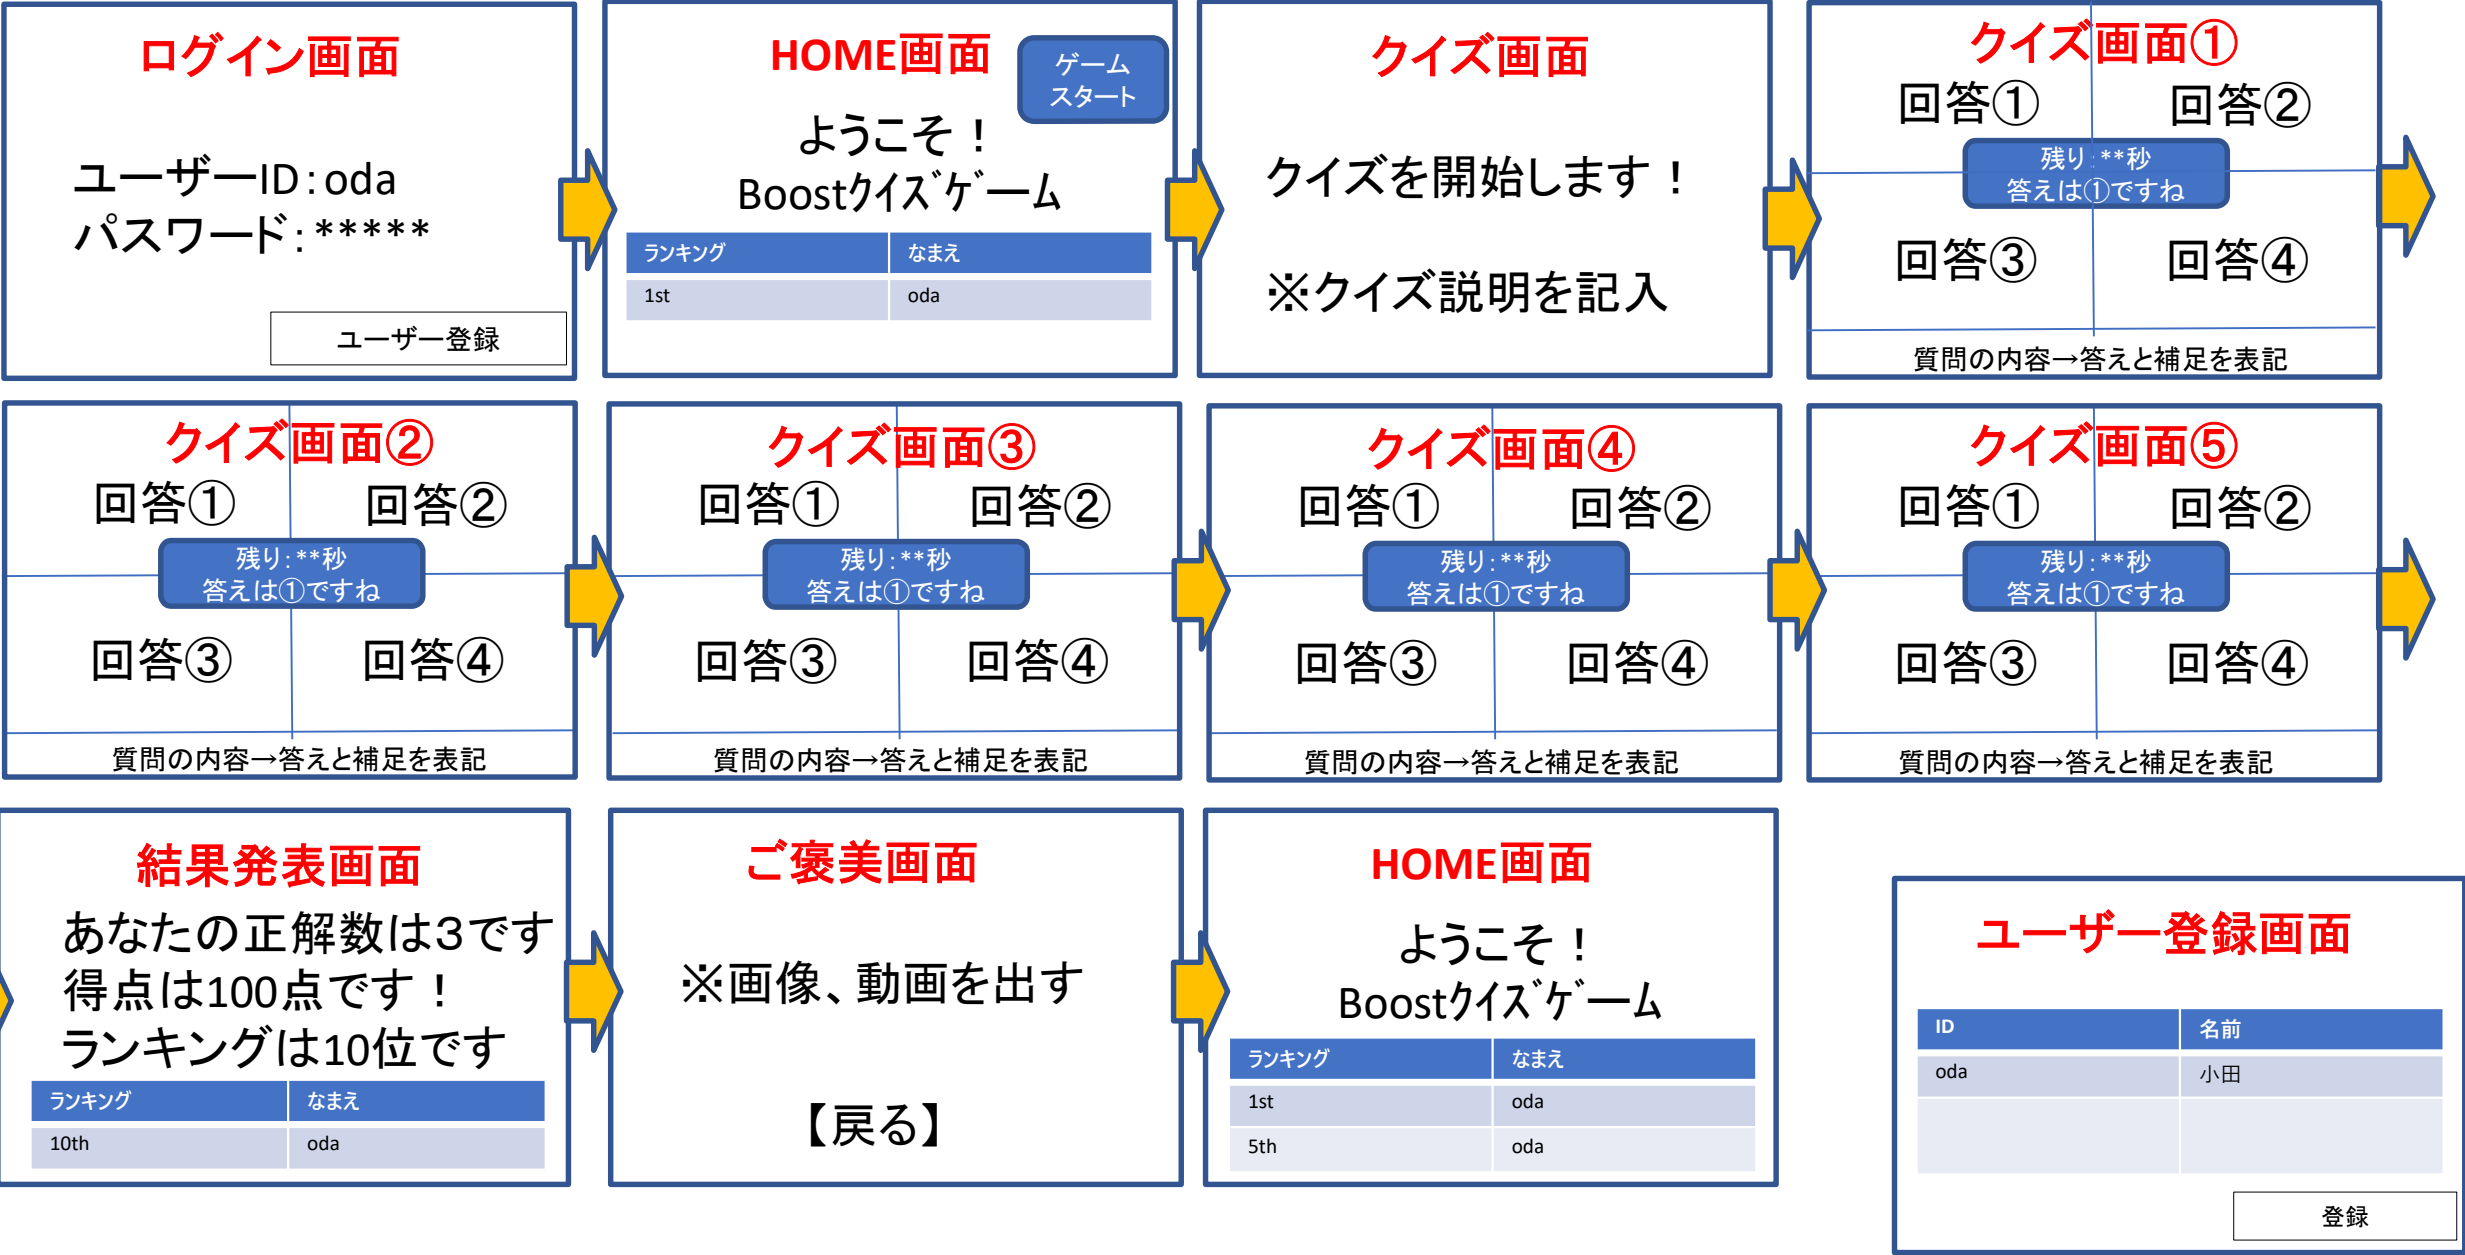 ログイン画面
ユーザーID:oda
パスワード:*****
ユーザー登録
HOME画面
ゲーム
スタート
ようこそ！
Boostｸｲｽﾞｹﾞｰﾑ
ランキング なまえ
1st oda
クイズ画面
クイズを開始します！
※クイズ説明を記入
クイズ画面①
回答① 回答②
残り:**秒
答えは①ですね
回答③ 回答④
質問の内容→答えと補足を表記
クイズ画面②
回答① 回答②
残り:**秒
答えは①ですね
回答③ 回答④
質問の内容→答えと補足を表記
クイズ画面③
回答① 回答②
残り:**秒
答えは①ですね
回答③ 回答④
質問の内容→答えと補足を表記
クイズ画面④
回答① 回答②
残り:**秒
答えは①ですね
回答③ 回答④
質問の内容→答えと補足を表記
クイズ画面⑤
回答① 回答②
残り:**秒
答えは①ですね
回答③ 回答④
質問の内容→答えと補足を表記
結果発表画面
あなたの正解数は３です
得点は100点です！
ランキングは10位です
ランキング なまえ
10th oda
ご褒美画面
※画像、動画を出す
【戻る】
HOME画面
ようこそ！
Boostｸｲｽﾞｹﾞｰﾑ
ランキング なまえ
1st oda
5th oda
ユーザー登録画面
ID 名前
oda 小田
登録